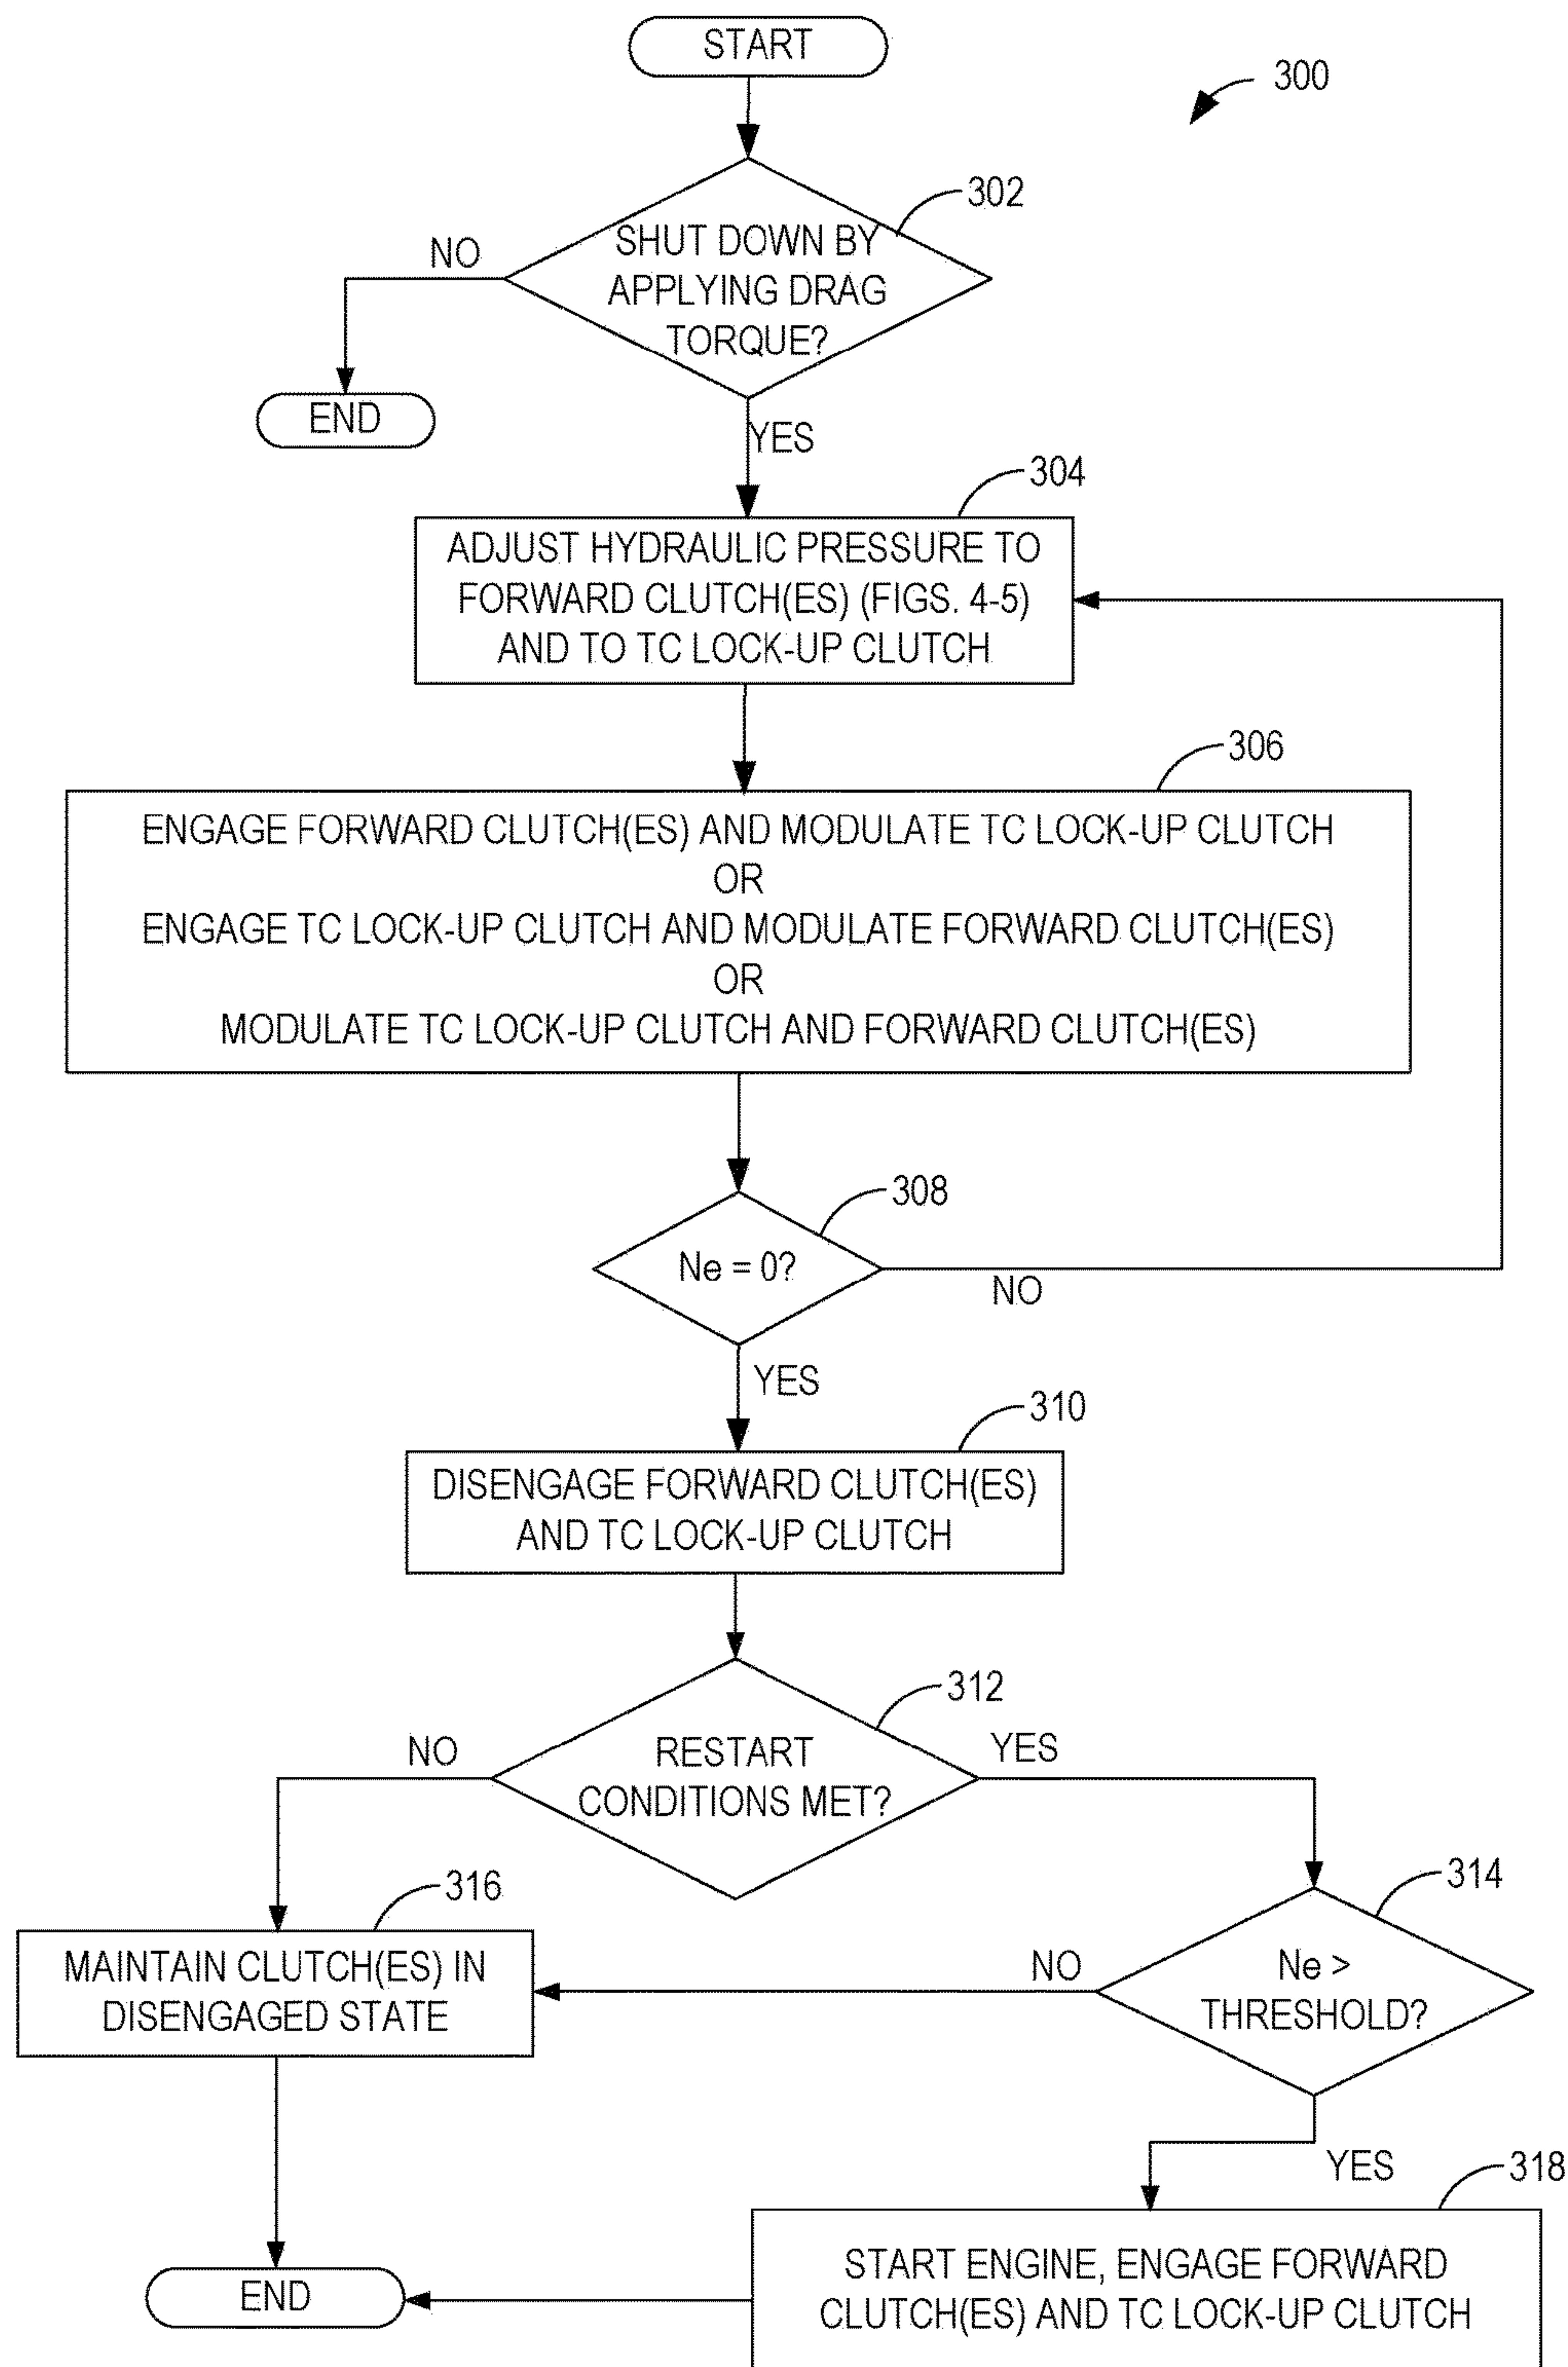 START
300
302
SHUT DOWN BY
APPLYING DRAG
TORQUE?
NO
END
YES
304
ADJUST HYDRAULIC PRESSURE TO
FORWARD CLUTCH(ES) (FIGS. 4-5)
AND TO TC LOCK-UP CLUTCH
306
ENGAGE FORWARD CLUTCH(ES) AND MODULATE TC LOCK-UP CLUTCH
OR
ENGAGE TC LOCK-UP CLUTCH AND MODULATE FORWARD CLUTCH(ES)
OR
MODULATE TC LOCK-UP CLUTCH AND FORWARD CLUTCH(ES)
308
Ne = 0?
NO
YES
310
DISENGAGE FORWARD CLUTCH(ES)
AND TC LOCK-UP CLUTCH
312
RESTART
CONDITIONS MET?
NO
YES
316
MAINTAIN CLUTCH(ES) IN
DISENGAGED STATE
314
Ne >
THRESHOLD?
NO
YES
318
START ENGINE, ENGAGE FORWARD
CLUTCH(ES) AND TC LOCK-UP CLUTCH
END